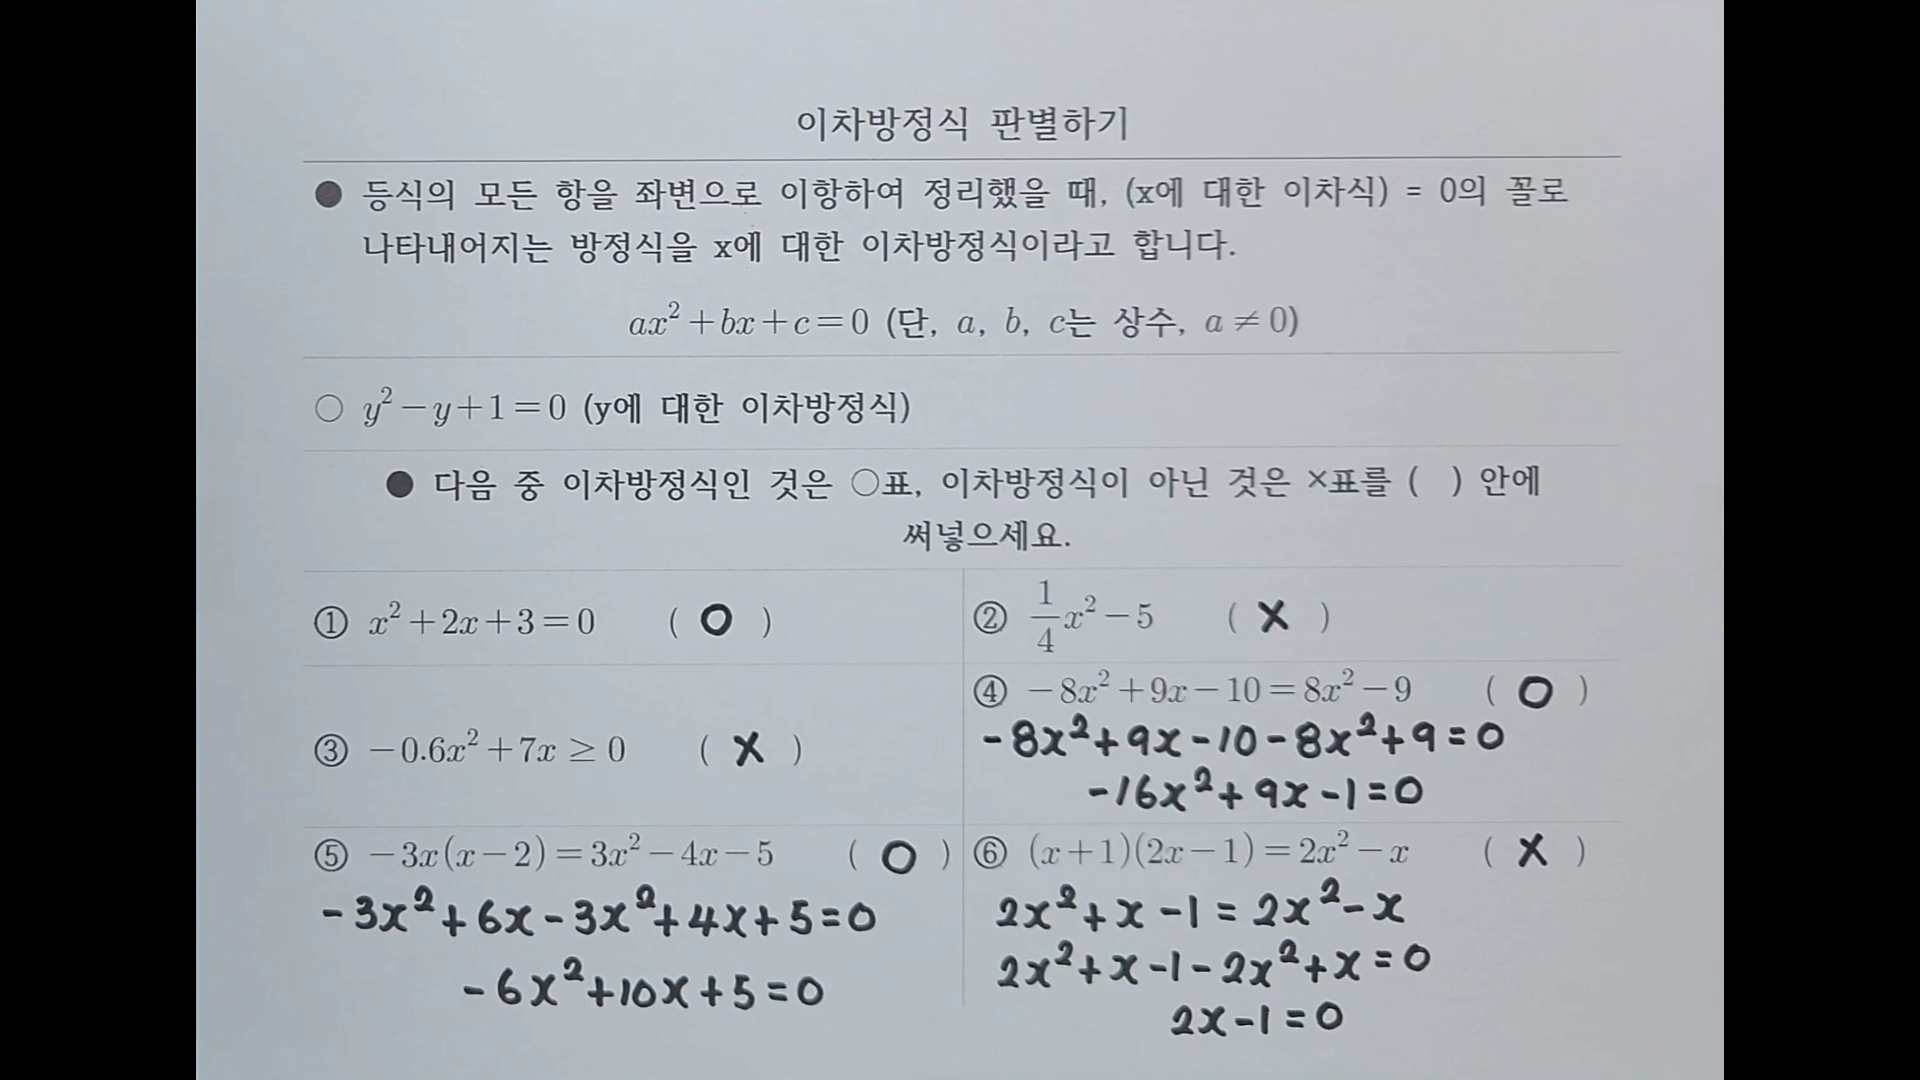 이차방정식 판별하기
● 등식의 모든 항을 좌변으로 이항하여 정리했을 때, (x에 대한 이차식) = 0의 꼴로
나타내어지는 방정식을 x에 대한 이차방정식이라고 합니다.
ax²+bx+c=0 (단, a, b, c는 상수, a≠0)
○ y²−y+1=0 (y에 대한 이차방정식)
● 다음 중 이차방정식인 것은 ○표, 이차방정식이 아닌 것은 ×표를 ( ) 안에
써넣으세요.
① x²+2x+3=0 ( O )
② 1/4 x²−5 ( X )
③ −0.6x²+7x ≥ 0 ( X )
④ −8x²+9x−10=8x²−9 ( O )
-8x²+9x-10-8x²+9=0
-16x²+9x-1=0
⑤ −3x(x−2)=3x²−4x−5 ( O )
-3x²+6x-3x²+4x+5=0
-6x²+10x+5=0
⑥ (x+1)(2x−1)=2x²−x ( X )
2x²+x-1=2x²-x
2x²+x-1-2x²+x=0
2x-1=0